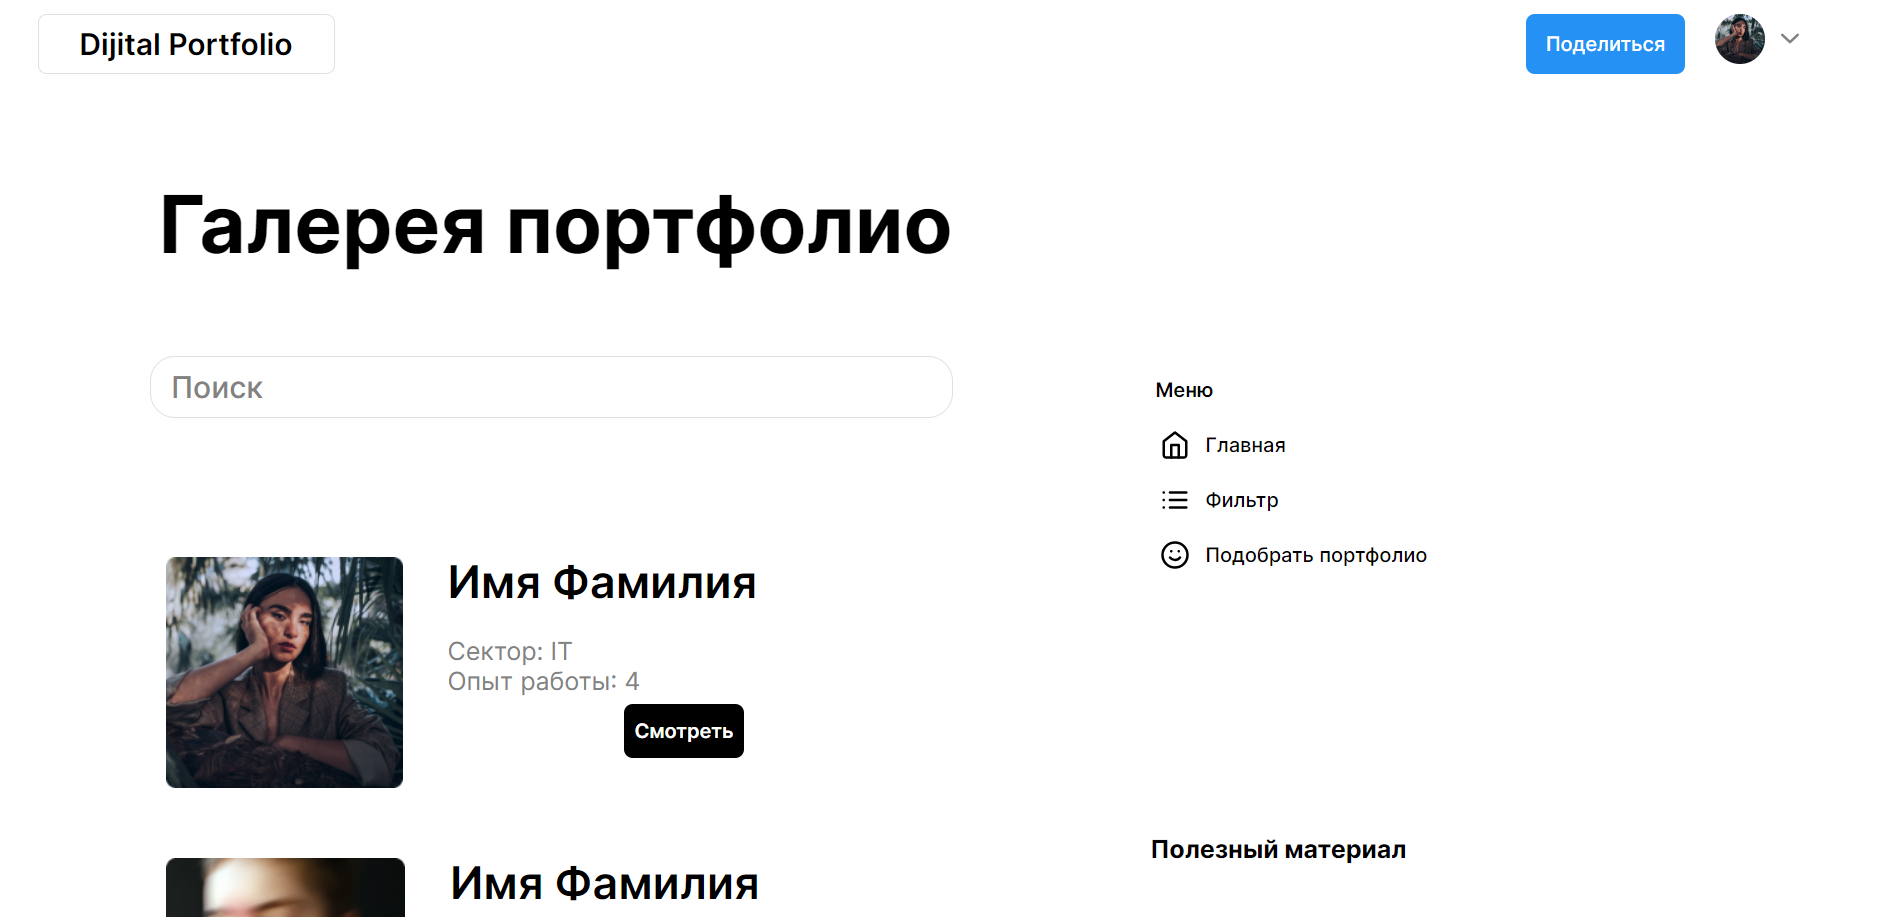 Dijital Portfolio
Поделиться
Галерея портфолио
Поиск
Меню
Главная
Фильтр
Подобрать портфолио
Имя Фамилия
Сектор: IT
Опыт работы: 4
Смотреть
Полезный материал
Имя Фамилия